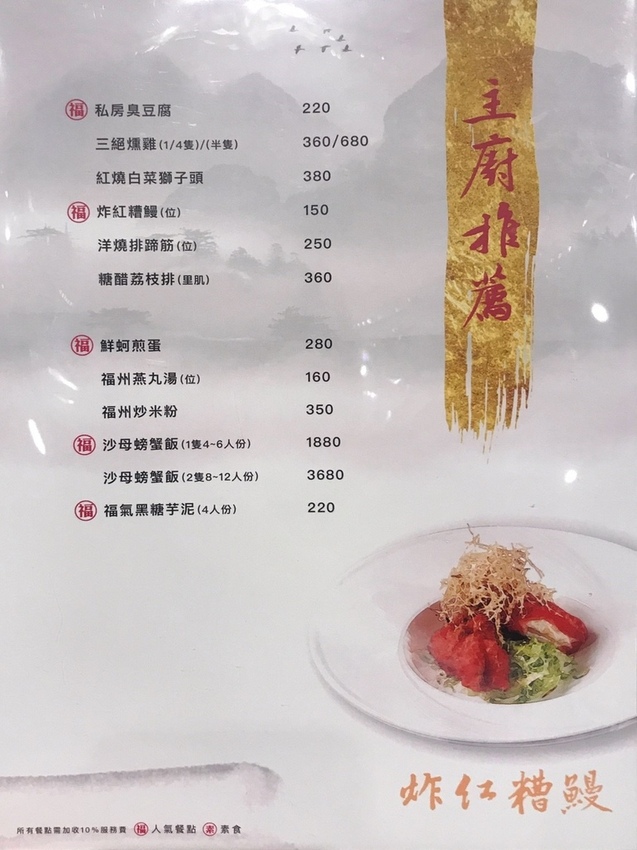 主廚推薦
福 私房臭豆腐 220
三絕燻雞(1/4隻)/(半隻) 360/680
紅燒白菜獅子頭 380
福 炸紅糟鰻(位) 150
洋燒排蹄筋(位) 250
糖醋荔枝排(里肌) 360
福 鮮蚵煎蛋 280
福州燕丸湯(位) 160
福州炒米粉 350
福 沙母螃蟹飯(1隻4~6人份) 1880
沙母螃蟹飯(2隻8~12人份) 3680
福 福氣黑糖芋泥(4人份) 220
炸红糟鰻
所有餐點需加收10%服務費 福 人氣餐點 素 素食